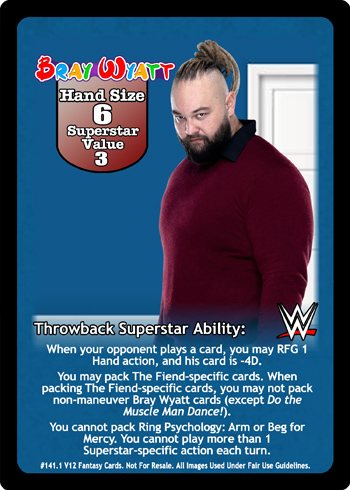 Bray Wyatt
Hand Size
6
Superstar
Value
3
W
Throwback Superstar Ability:
When your opponent plays a card, you may RFG 1
Hand action, and his card is -4D.
You may pack The Fiend-specific cards. When
packing The Fiend-specific cards, you may not pack
non-maneuver Bray Wyatt cards (except Do the
Muscle Man Dance!).
You cannot pack Ring Psychology: Arm or Beg for
Mercy. You cannot play more than 1
Superstar-specific action each turn.
#141.1 V12 Fantasy Cards. Not For Resale. All Images Used Under Fair Use Guidelines.